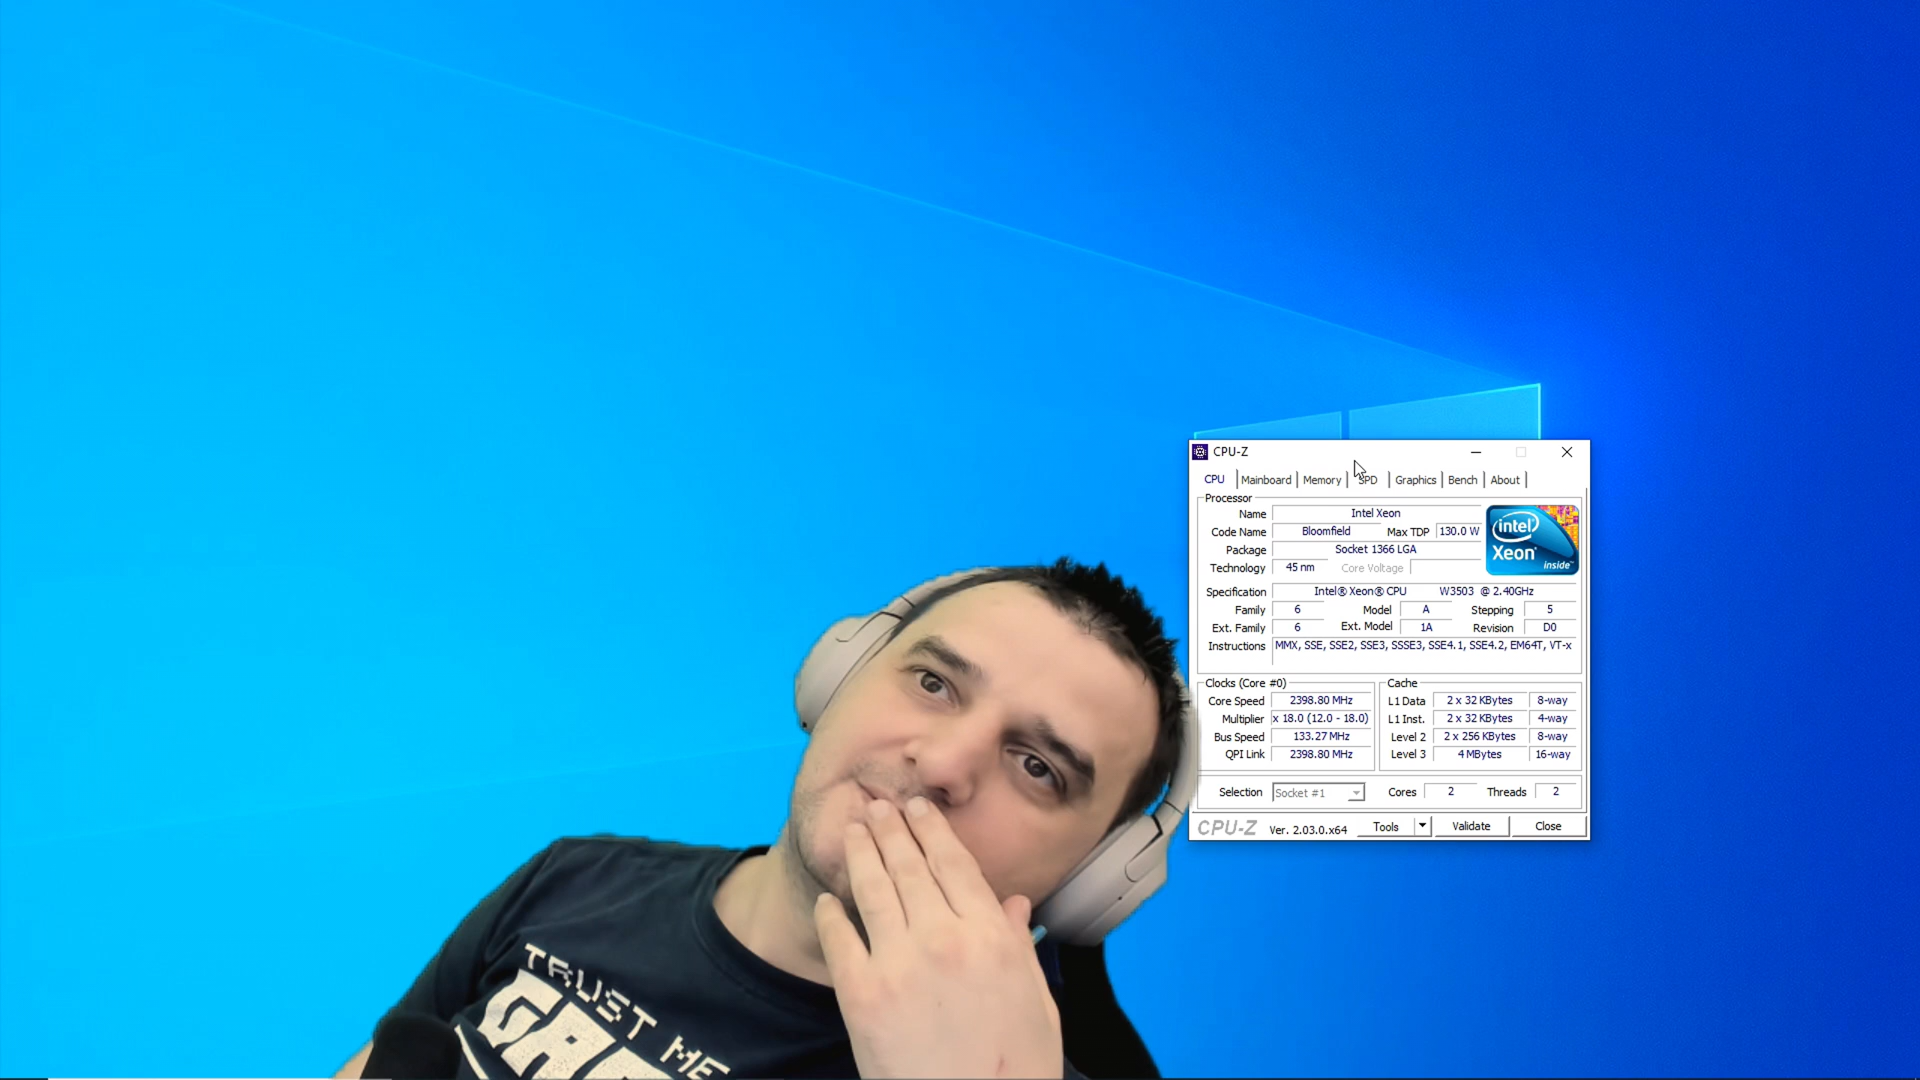 CPU-Z
CPU Mainboard Memory SPD Graphics Bench About
Processor
Name Intel Xeon
Code Name Bloomfield Max TDP 130.0 W
Package Socket 1366 LGA
Technology 45 nm Core Voltage
intel Xeon inside™
Specification Intel® Xeon® CPU W3503 @ 2.40GHz
Family 6 Model A Stepping 5
Ext. Family 6 Ext. Model 1A Revision D0
Instructions MMX, SSE, SSE2, SSE3, SSSE3, SSE4.1, SSE4.2, EM64T, VT-x
Clocks (Core #0)
Core Speed 2398.80 MHz
Multiplier x 18.0 (12.0 - 18.0)
Bus Speed 133.27 MHz
QPI Link 2398.80 MHz
Cache
L1 Data 2 x 32 KBytes 8-way
L1 Inst. 2 x 32 KBytes 4-way
Level 2 2 x 256 KBytes 8-way
Level 3 4 MBytes 16-way
Selection Socket #1 Cores 2 Threads 2
CPU-Z Ver. 2.03.0.x64 Tools Validate Close
TRUST ME